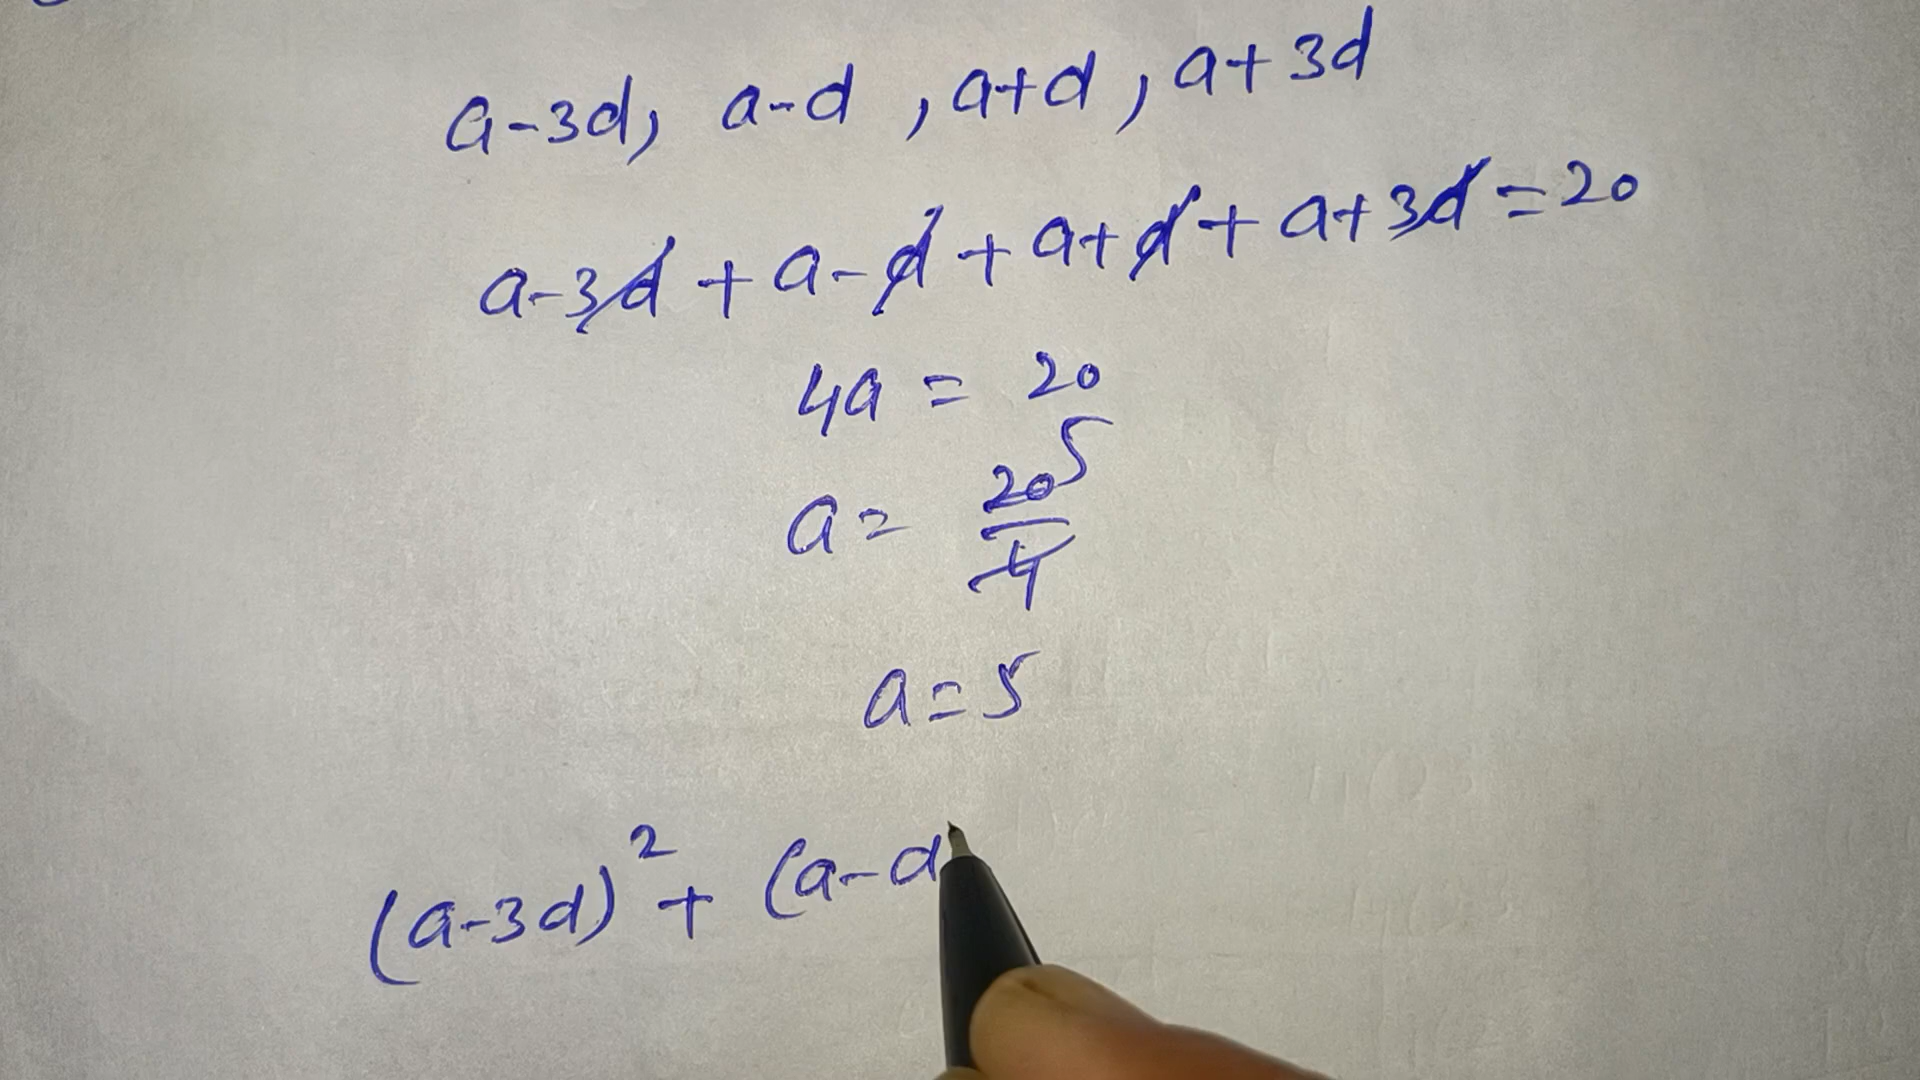 a-3d, a-d, a+d, a+3d
a-3d + a-d + a+d + a+3d = 20
4a = 20
a = 20/4 5
a = 5
(a-3d)² + (a-d